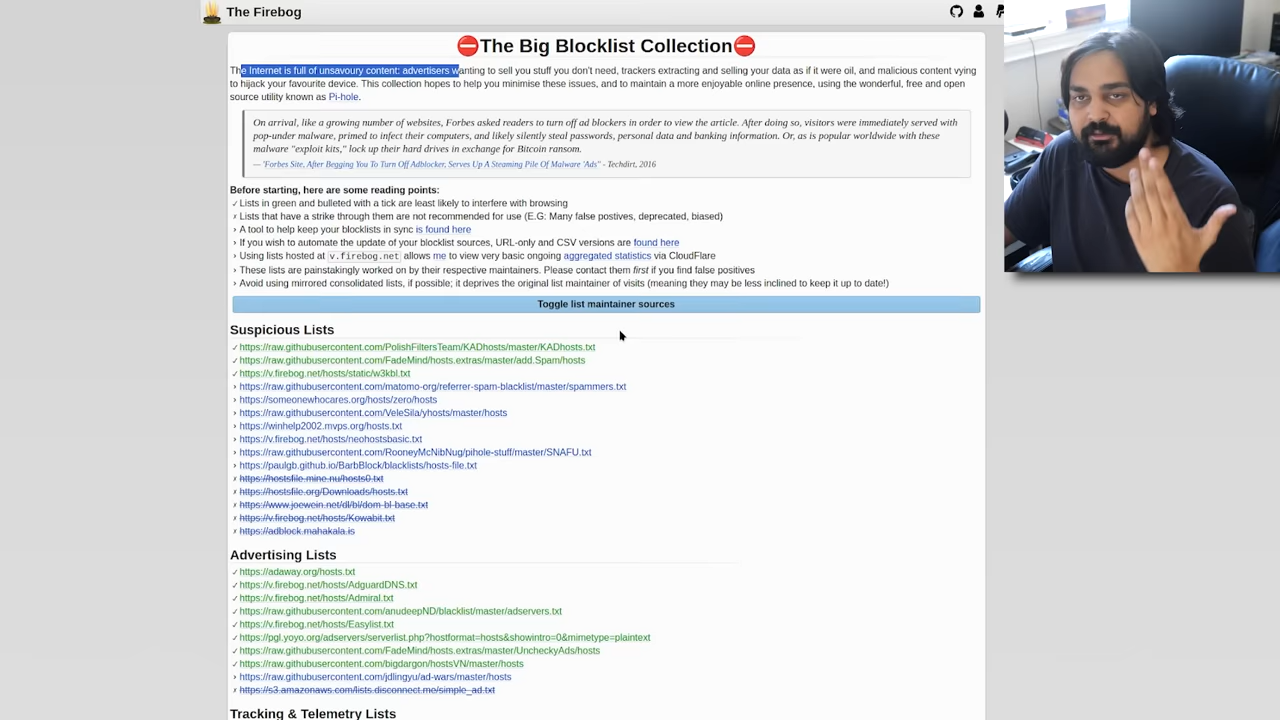 The Firebog
The Big Blocklist Collection
The Internet is full of unsavoury content: advertisers wanting to sell you stuff you don't need, trackers extracting and selling your data as if it were oil, and malicious content vying
to hijack your favourite device. This collection hopes to help you minimise these issues, and to maintain a more enjoyable online presence, using the wonderful, free and open
source utility known as Pi-hole.
On arrival, like a growing number of websites, Forbes asked readers to turn off ad blockers in order to view the article. After doing so, visitors were immediately served with
pop-under malware, primed to infect their computers, and likely silently steal passwords, personal data and banking information. Or, as is popular worldwide with these
malware "exploit kits," lock up their hard drives in exchange for Bitcoin ransom.
— "Forbes Site, After Begging You To Turn Off Adblocker, Serves Up A Steaming Pile Of Malware 'Ads'" - Techdirt, 2016
Before starting, here are some reading points:
✓ Lists in green and bulleted with a tick are least likely to interfere with browsing
✗ Lists that have a strike through them are not recommended for use (E.G: Many false postives, deprecated, biased)
› A tool to help keep your blocklists in sync is found here
› If you wish to automate the update of your blocklist sources, URL-only and CSV versions are found here
› Using lists hosted at v.firebog.net allows me to view very basic ongoing aggregated statistics via CloudFlare
› These lists are painstakingly worked on by their respective maintainers. Please contact them first if you find false positives
› Avoid using mirrored consolidated lists, if possible; it deprives the original list maintainer of visits (meaning they may be less inclined to keep it up to date!)
Toggle list maintainer sources
Suspicious Lists
✓ https://raw.githubusercontent.com/PolishFiltersTeam/KADhosts/master/KADhosts.txt
✓ https://raw.githubusercontent.com/FadeMind/hosts.extras/master/add.Spam/hosts
✓ https://v.firebog.net/hosts/static/w3kbl.txt
› https://raw.githubusercontent.com/matomo-org/referrer-spam-blacklist/master/spammers.txt
› https://someonewhocares.org/hosts/zero/hosts
› https://raw.githubusercontent.com/VeleSila/yhosts/master/hosts
› https://winhelp2002.mvps.org/hosts.txt
› https://v.firebog.net/hosts/neohostsbasic.txt
› https://raw.githubusercontent.com/RooneyMcNibNug/pihole-stuff/master/SNAFU.txt
› https://paulgb.github.io/BarbBlock/blacklists/hosts-file.txt
✗ https://hostsfile.mine.nu/hosts0.txt
✗ https://hostsfile.org/Downloads/hosts.txt
✗ https://www.joewein.net/dl/bl/dom-bl-base.txt
✗ https://v.firebog.net/hosts/Kowabit.txt
✗ https://adblock.mahakala.is
Advertising Lists
✓ https://adaway.org/hosts.txt
✓ https://v.firebog.net/hosts/AdguardDNS.txt
✓ https://v.firebog.net/hosts/Admiral.txt
✓ https://raw.githubusercontent.com/anudeepND/blacklist/master/adservers.txt
✓ https://v.firebog.net/hosts/Easylist.txt
✓ https://pgl.yoyo.org/adservers/serverlist.php?hostformat=hosts&showintro=0&mimetype=plaintext
✓ https://raw.githubusercontent.com/FadeMind/hosts.extras/master/UncheckyAds/hosts
✓ https://raw.githubusercontent.com/bigdargon/hostsVN/master/hosts
› https://raw.githubusercontent.com/jdlingyu/ad-wars/master/hosts
✗ https://s3.amazonaws.com/lists.disconnect.me/simple_ad.txt
Tracking & Telemetry Lists